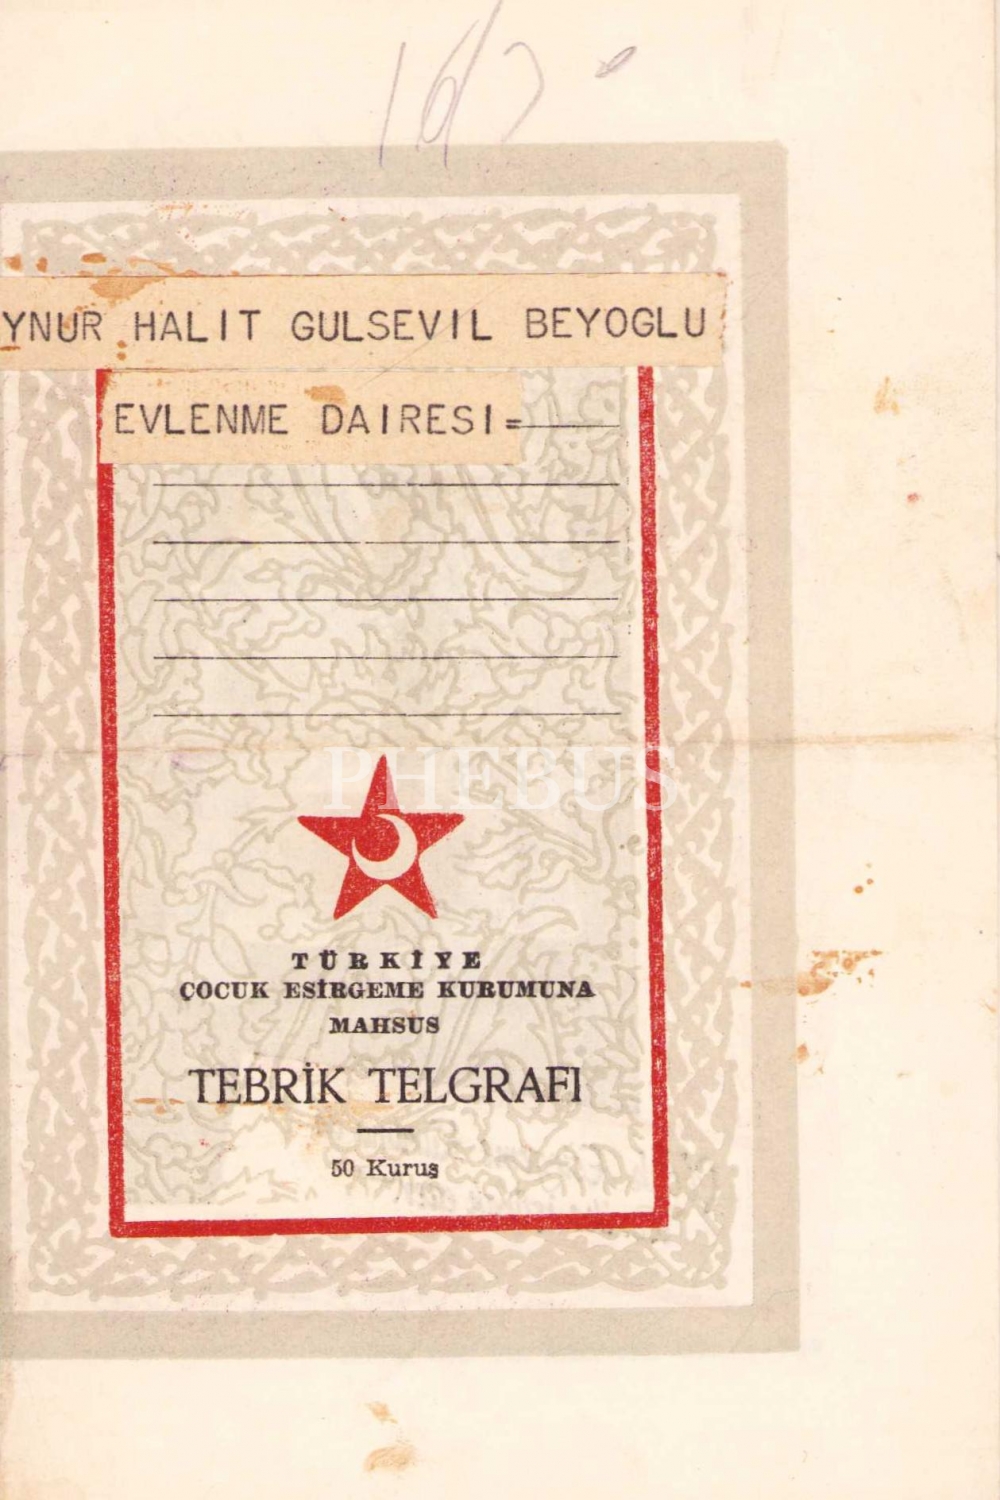 YNUR HALIT GULSEVIL BEYOGLU
EVLENME DAIRESI=
PHEBUS
TÜRKİYE
ÇOCUK ESİRGEME KURUMUNA
MAHSUS
TEBRİK TELGRAFI
50 Kuruş